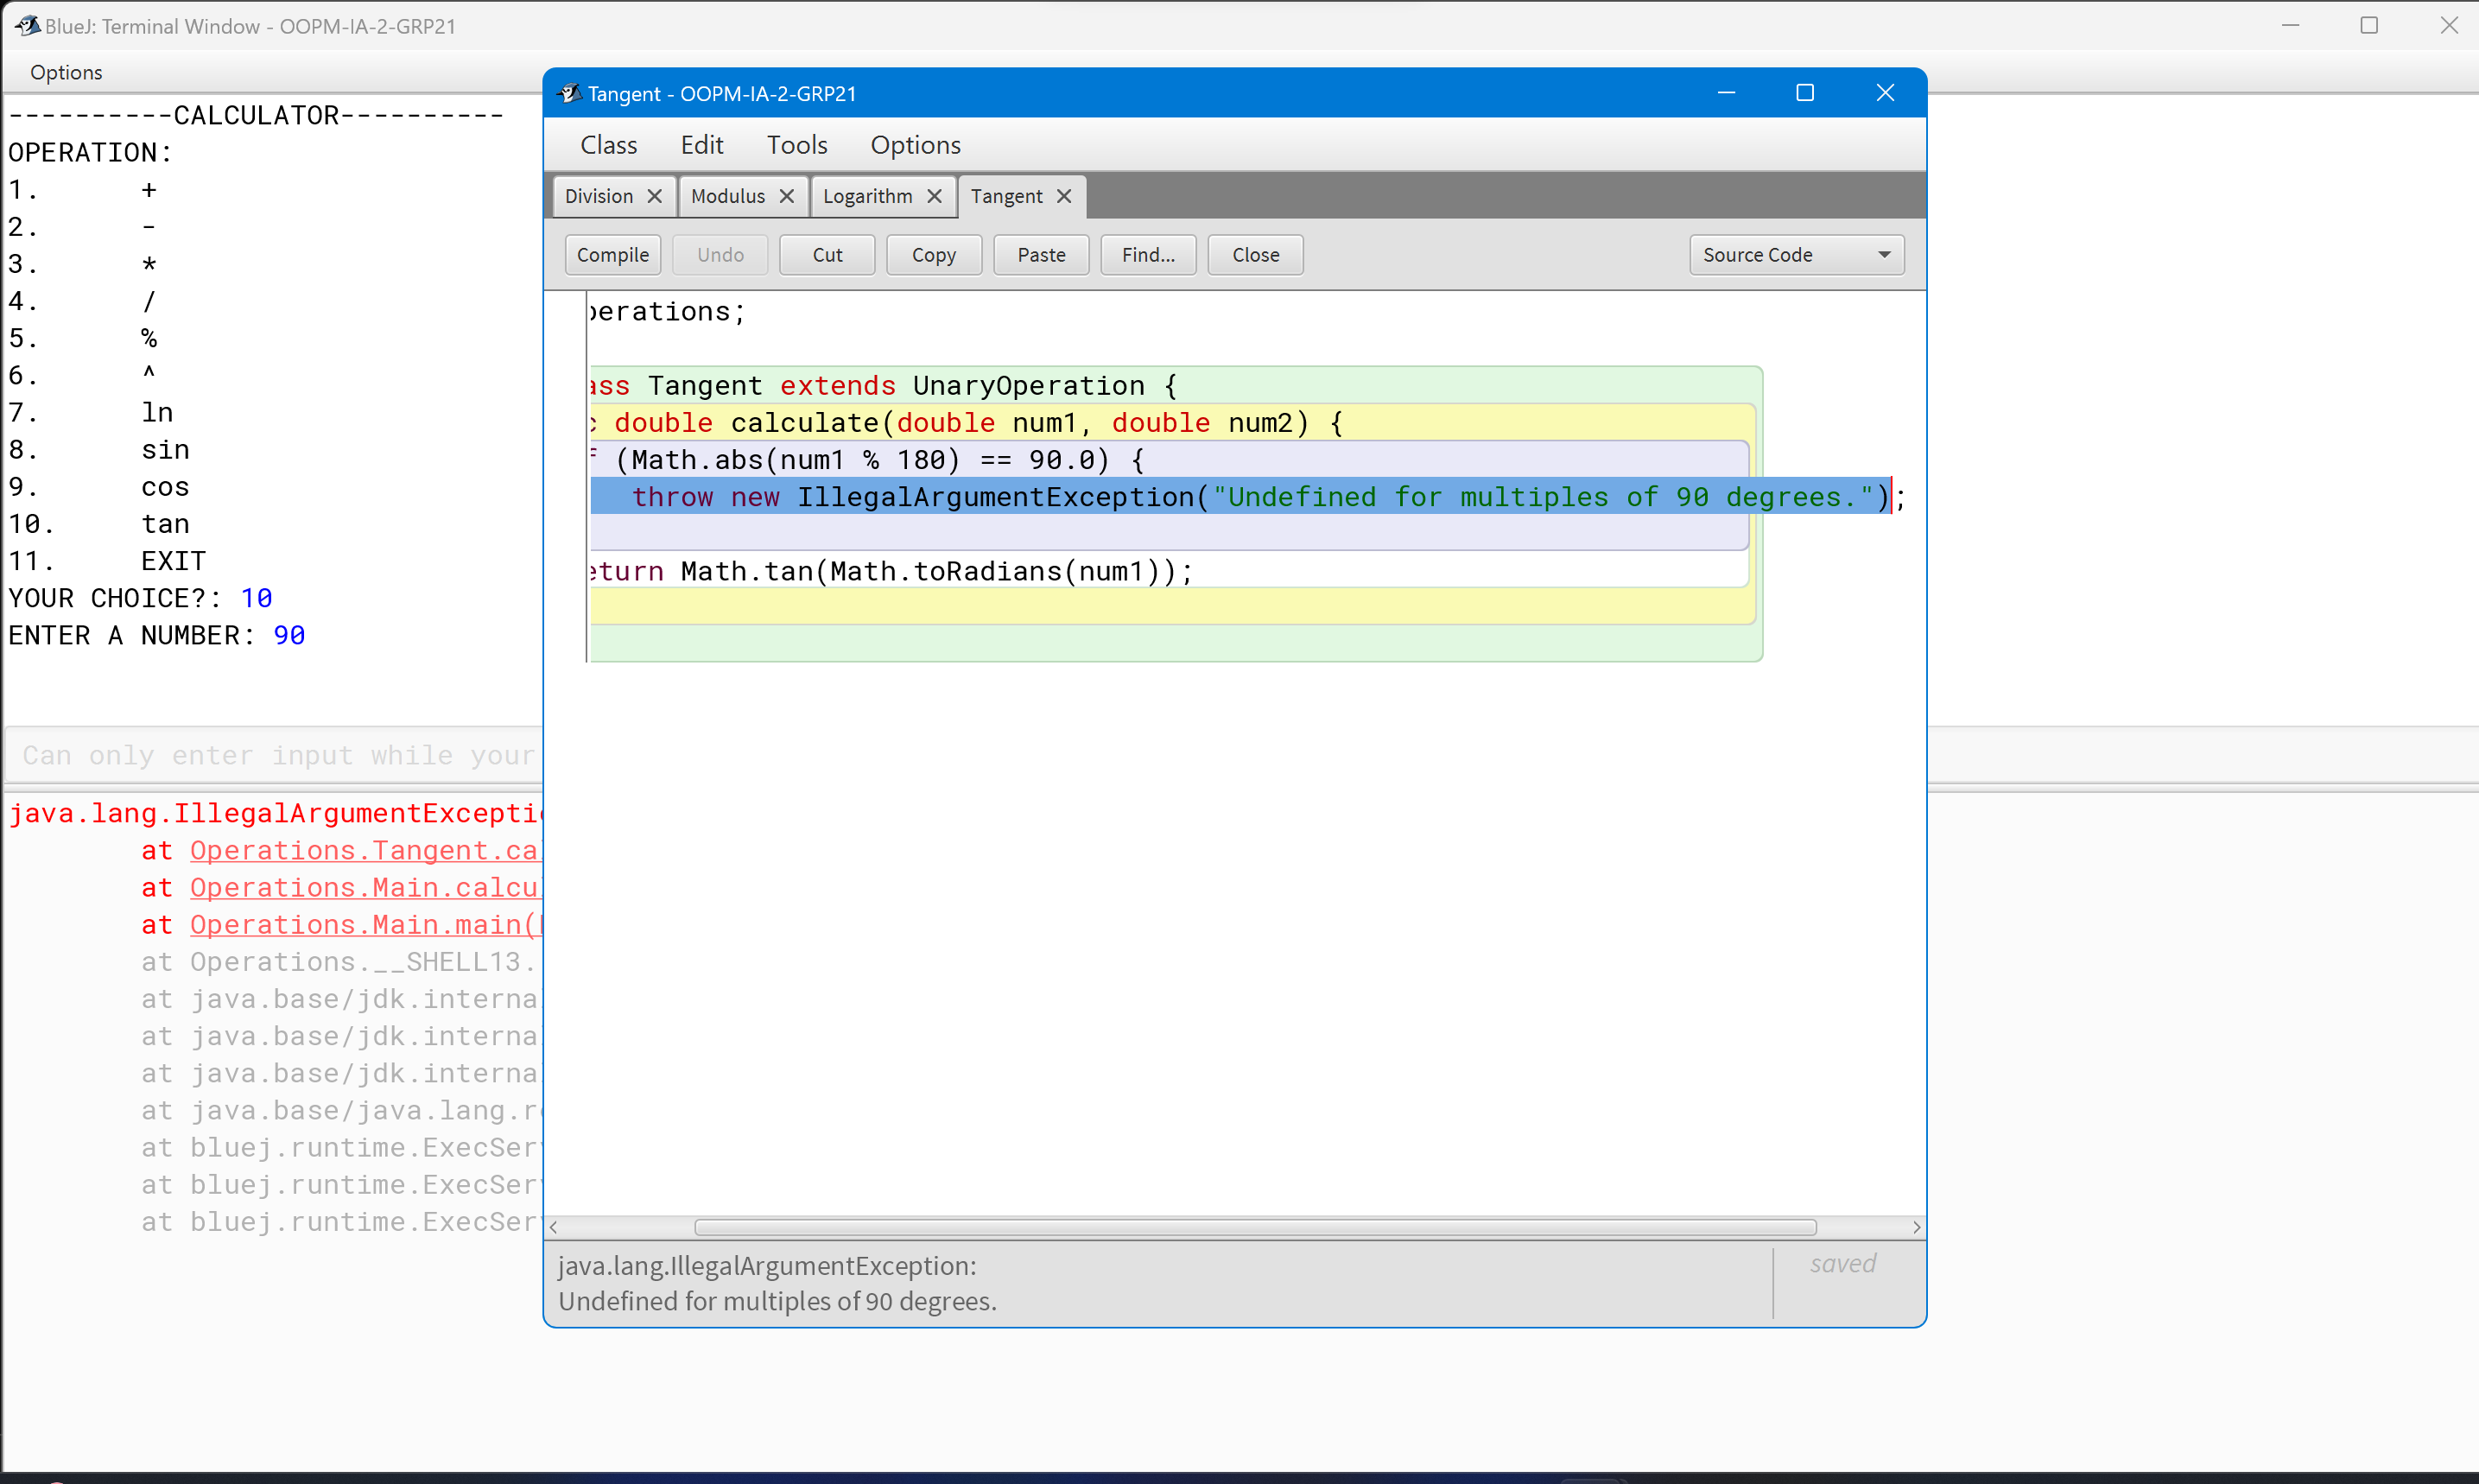 BlueJ: Terminal Window - OOPM-IA-2-GRP21
Options
----------CALCULATOR----------
OPERATION:
1. +
2. -
3. *
4. /
5. %
6. ^
7. ln
8. sin
9. cos
10. tan
11. EXIT
YOUR CHOICE?: 10
ENTER A NUMBER: 90
Can only enter input while your
java.lang.IllegalArgumentExcepti
at Operations.Tangent.ca
at Operations.Main.calcu
at Operations.Main.main(
at Operations.__SHELL13.
at java.base/jdk.interna
at java.base/jdk.interna
at java.base/jdk.interna
at java.base/java.lang.r
at bluej.runtime.ExecSer
at bluej.runtime.ExecSer
at bluej.runtime.ExecSer
Tangent - OOPM-IA-2-GRP21
Class Edit Tools Options
Division Modulus Logarithm Tangent
Compile Undo Cut Copy Paste Find... Close Source Code
perations;
ass Tangent extends UnaryOperation {
c double calculate(double num1, double num2) {
f (Math.abs(num1 % 180) == 90.0) {
throw new IllegalArgumentException("Undefined for multiples of 90 degrees.");
eturn Math.tan(Math.toRadians(num1));
java.lang.IllegalArgumentException:
Undefined for multiples of 90 degrees.
saved